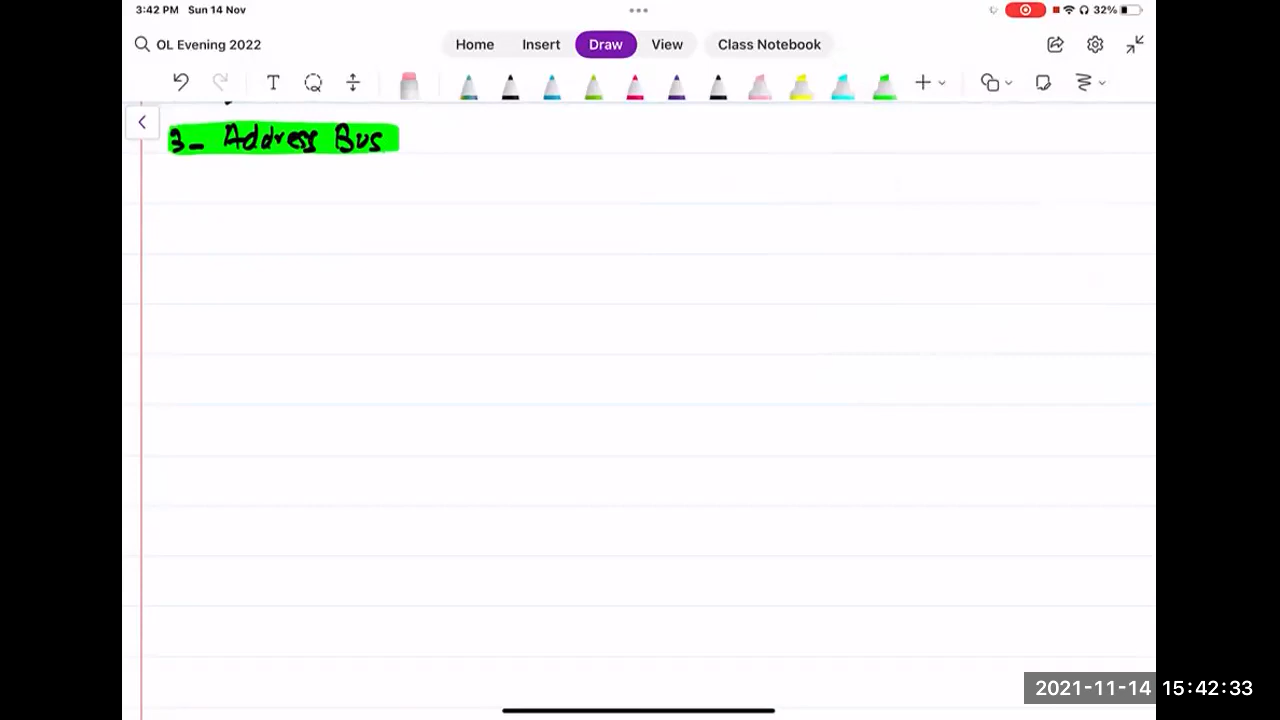 3:42 PM Sun 14 Nov
32%
OL Evening 2022
Home Insert Draw View Class Notebook
T
3- Address Bus
2021-11-14 15:42:33